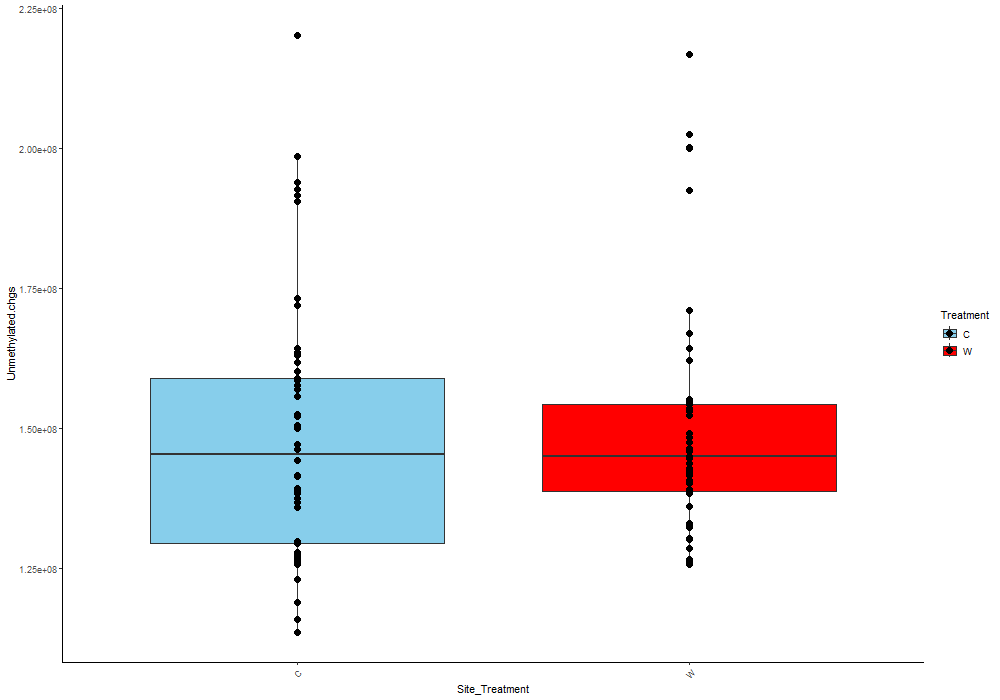 2.25e+08
2.00e+08
1.75e+08
1.50e+08
1.25e+08
Unmethylated.chgs
C
W
Site_Treatment
Treatment
C
W